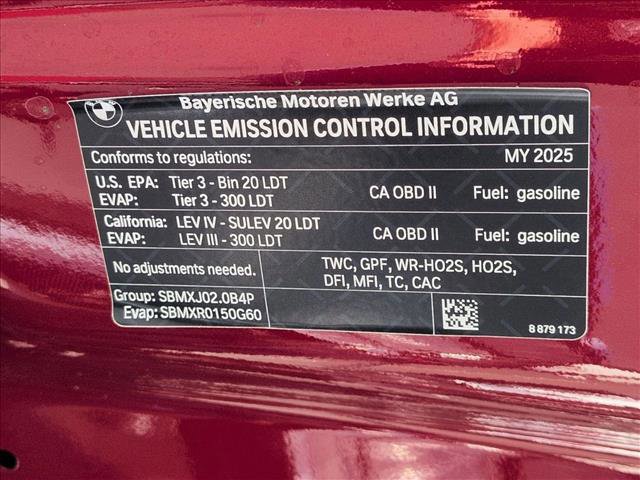 Bayerische Motoren Werke AG
VEHICLE EMISSION CONTROL INFORMATION
Conforms to regulations: MY 2025
U.S. EPA: Tier 3 - Bin 20 LDT CA OBD II Fuel: gasoline
EVAP: Tier 3 - 300 LDT
California: LEV IV - SULEV 20 LDT CA OBD II Fuel: gasoline
EVAP: LEV III - 300 LDT
No adjustments needed. TWC, GPF, WR-HO2S, HO2S,
DFI, MFI, TC, CAC
Group: SBMXJ02.0B4P
Evap: SBMXR0150G60
8 879 173